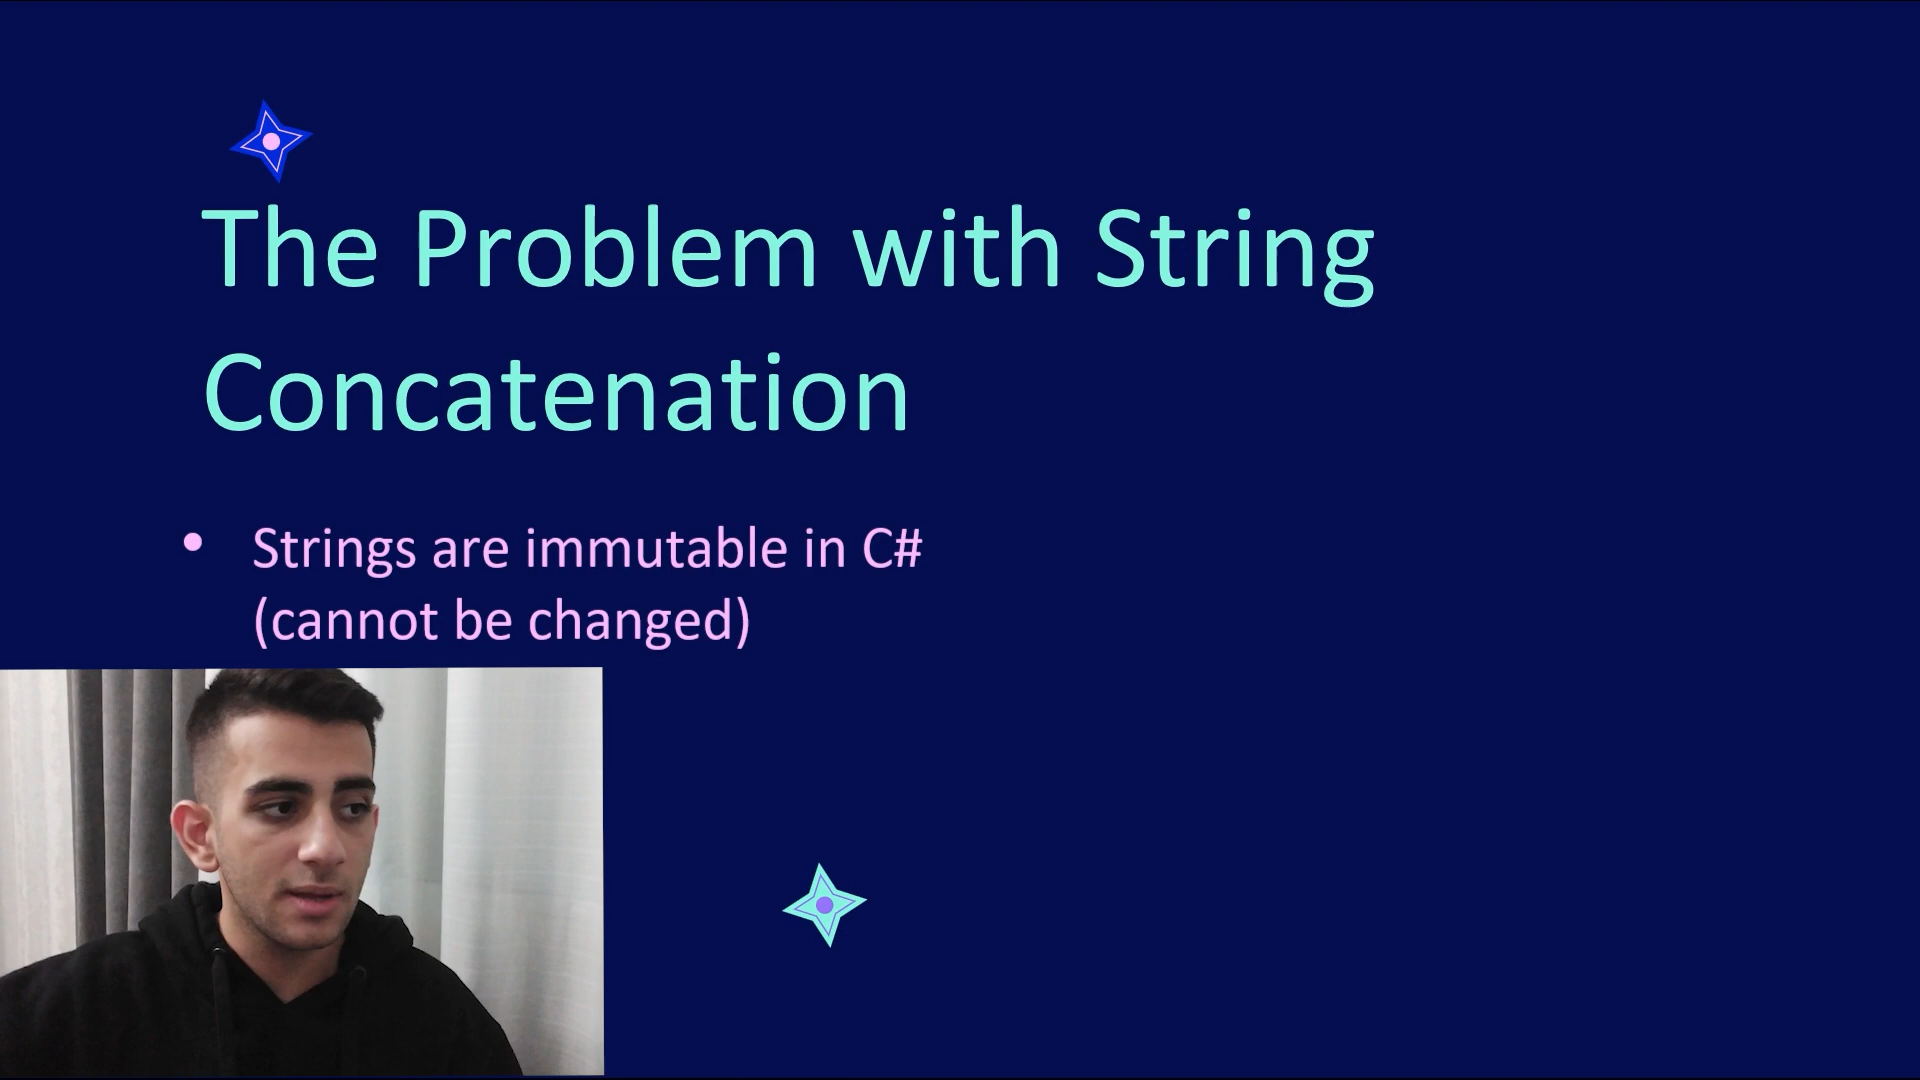 The Problem with String
Concatenation
• Strings are immutable in C#
(cannot be changed)